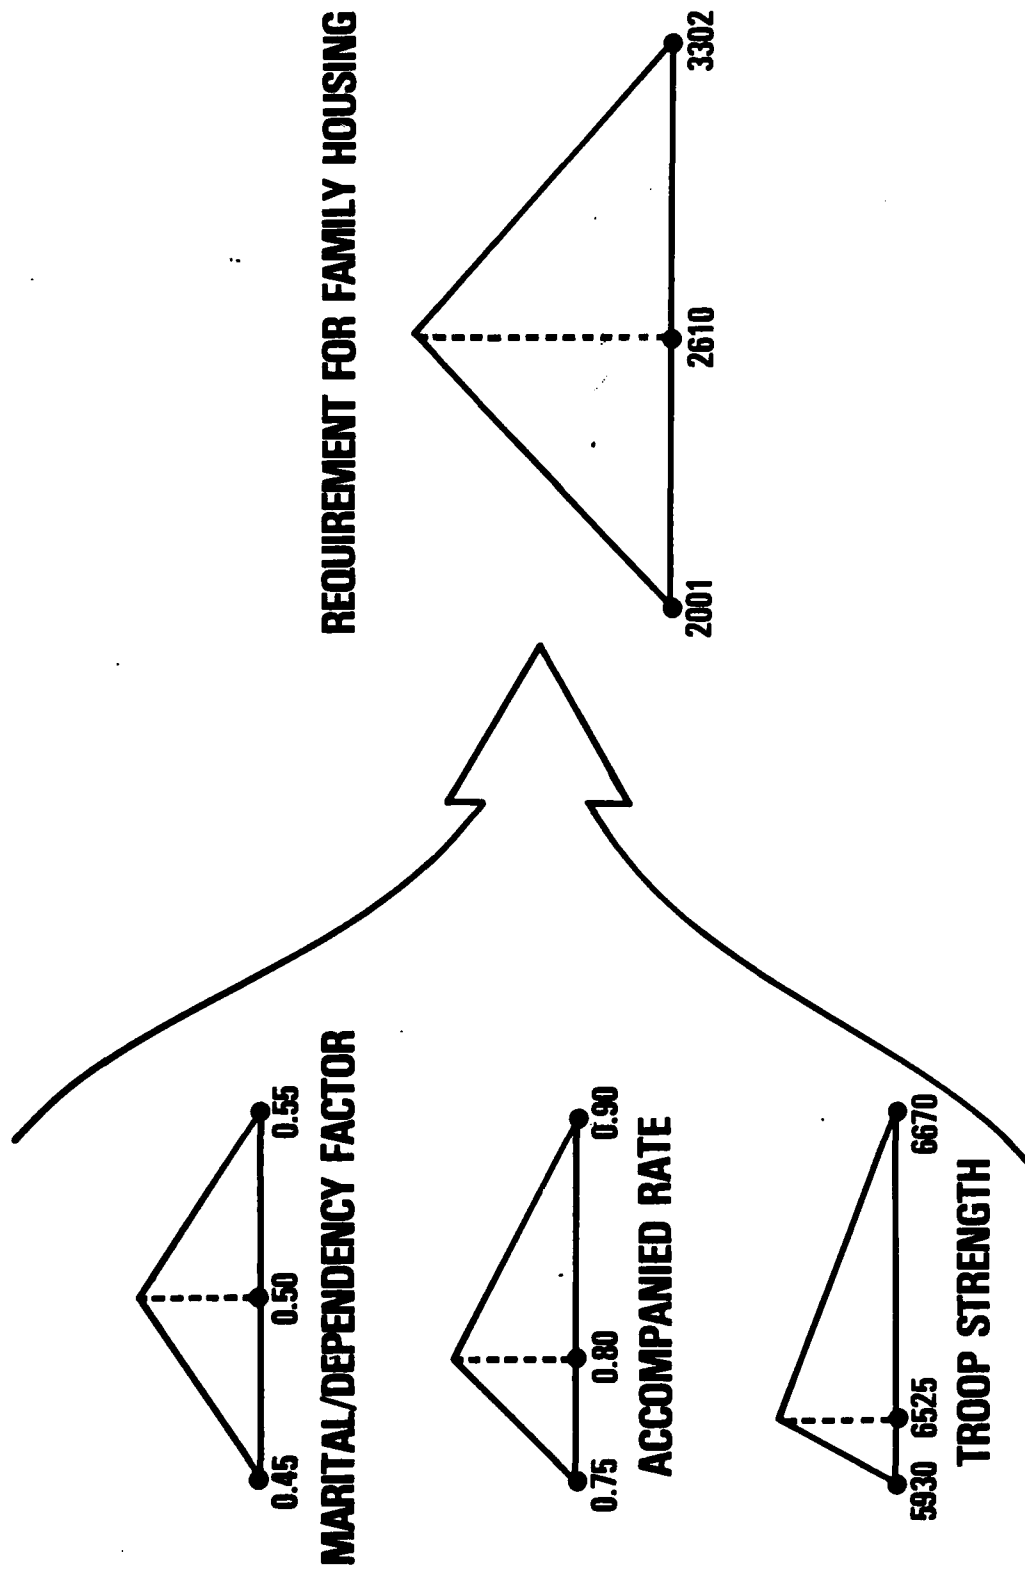 0.45 0.50 0.55
MARITAL/DEPENDENCY FACTOR
0.75 0.80 0.90
ACCOMPANIED RATE
5930 6525 6670
TROOP STRENGTH
REQUIREMENT FOR FAMILY HOUSING
2001 2610 3302